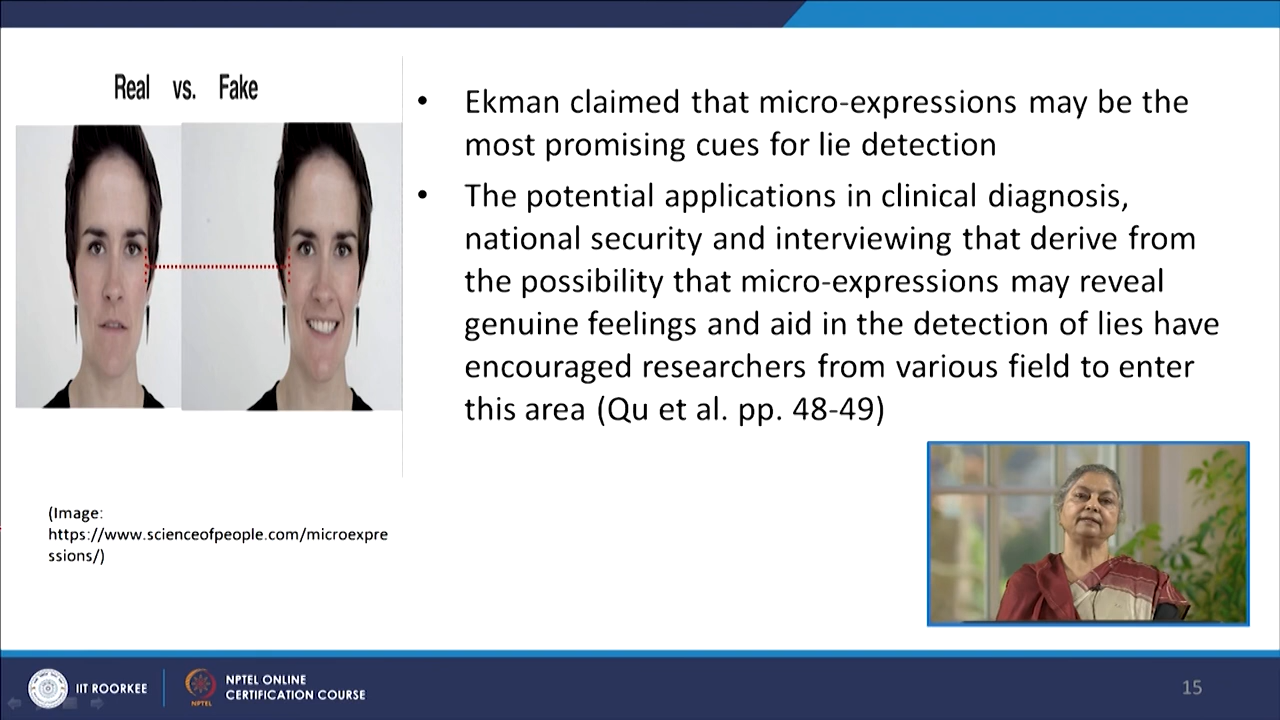 Real vs. Fake
• Ekman claimed that micro-expressions may be the
most promising cues for lie detection
• The potential applications in clinical diagnosis,
national security and interviewing that derive from
the possibility that micro-expressions may reveal
genuine feelings and aid in the detection of lies have
encouraged researchers from various field to enter
this area (Qu et al. pp. 48-49)
(Image:
https://www.scienceofpeople.com/microexpre
ssions/)
IIT ROORKEE
NPTEL
NPTEL ONLINE
CERTIFICATION COURSE
15